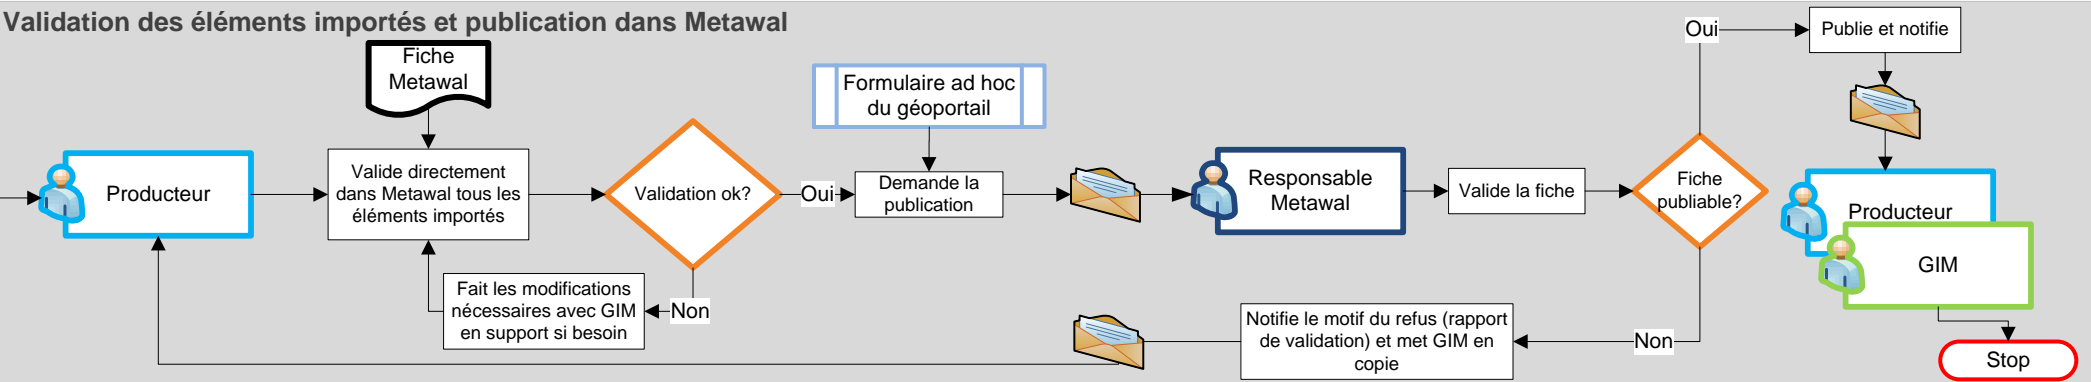 Validation des éléments importés et publication dans Metawal
Fiche
Metawal
Producteur
Valide directement
dans Metawal tous les
éléments importés
Validation ok?
Oui
Non
Fait les modifications
nécessaires avec GIM
en support si besoin
Formulaire ad hoc
du géoportail
Demande la
publication
Responsable
Metawal
Valide la fiche
Fiche
publiable?
Oui
Publie et notifie
Producteur
GIM
Stop
Non
Notifie le motif du refus (rapport
de validation) et met GIM en
copie